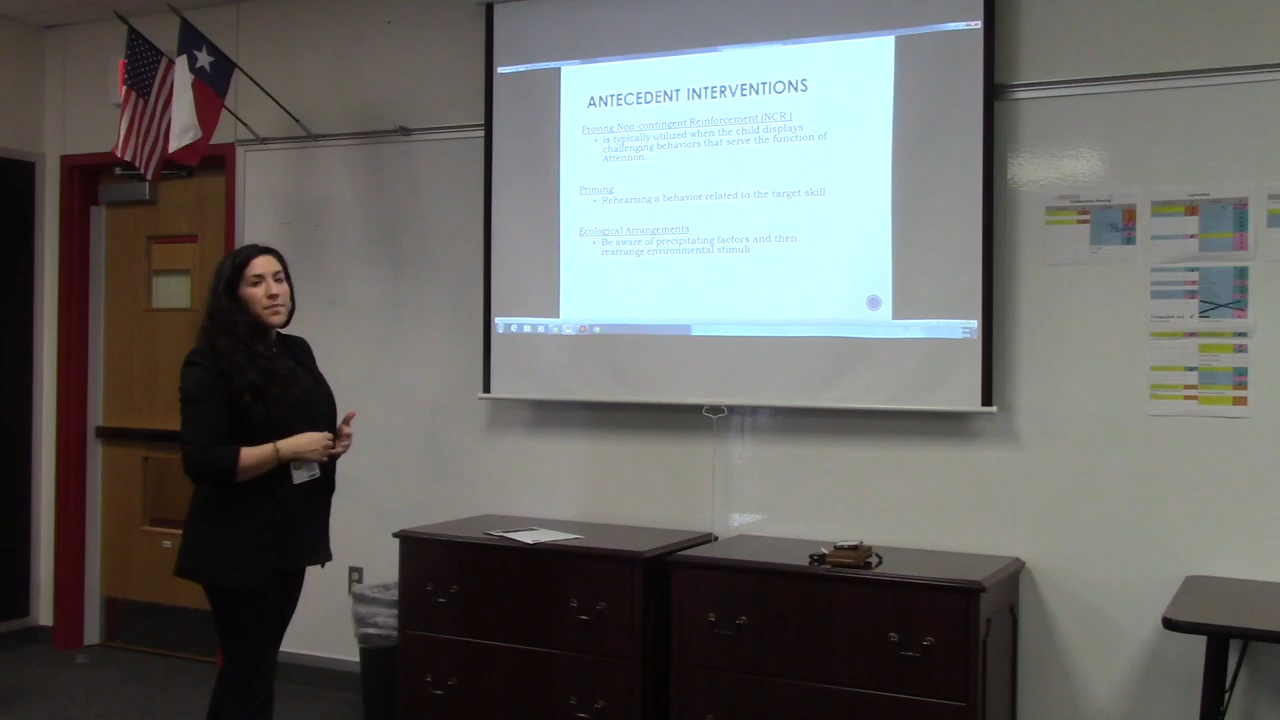 ANTECEDENT INTERVENTIONS
Proving Non-contingent Reinforcement (NCR )
is typically utilized when the child displays
challenging behaviors that serve the function of
Attention.
Priming
Rehearsing a behavior related to the target skill
Ecological Arrangements
Be aware of precipitating factors and then
rearrange environmental stimuli